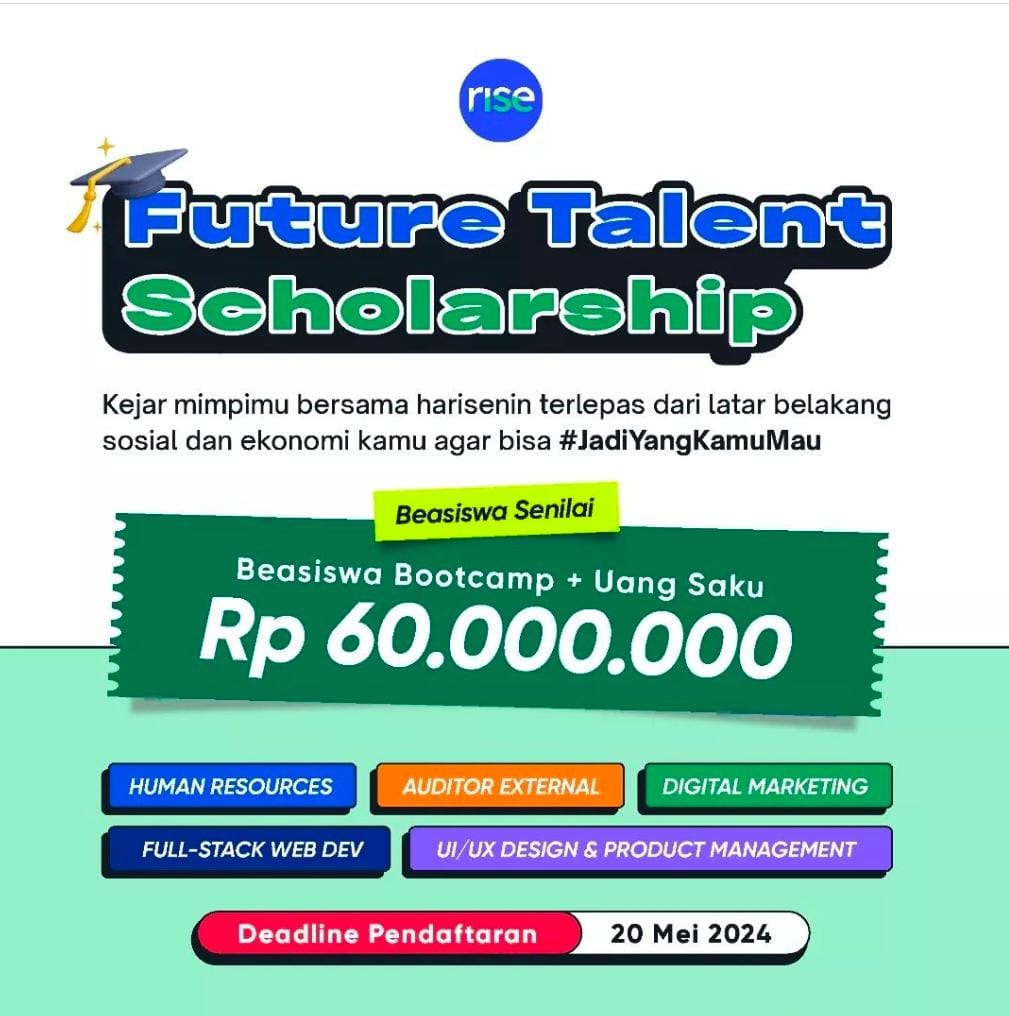 rise
Future Talent
Scholarship
Kejar mimpimu bersama harisenin terlepas dari latar belakang
sosial dan ekonomi kamu agar bisa #JadiYangKamuMau
Beasiswa Senilai
Beasiswa Bootcamp + Uang Saku
Rp 60.000.000
HUMAN RESOURCES
AUDITOR EXTERNAL
DIGITAL MARKETING
FULL-STACK WEB DEV
UI/UX DESIGN & PRODUCT MANAGEMENT
Deadline Pendaftaran 20 Mei 2024